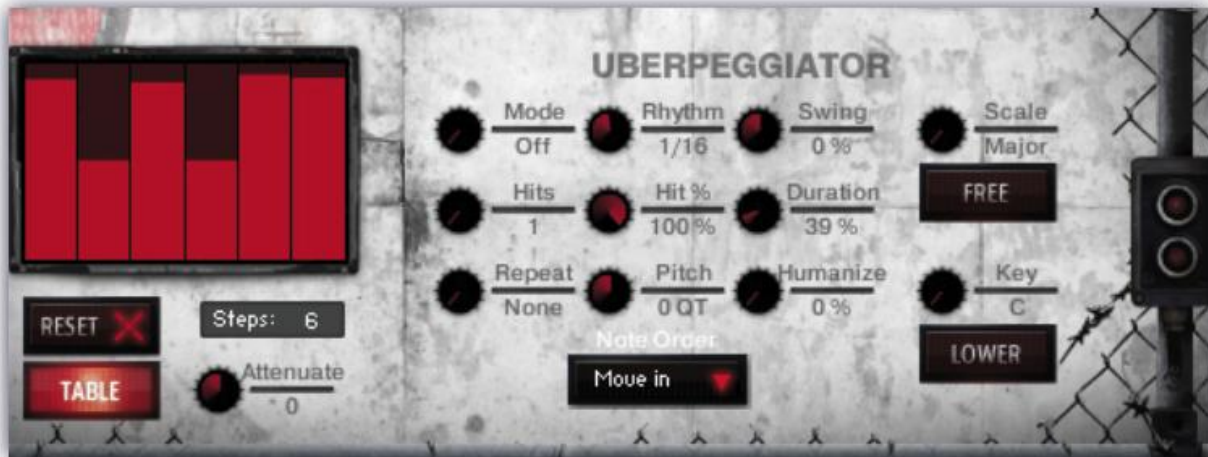 UBERPEGGIATOR
Mode
Off
Rhythm
1/16
Swing
0 %
Scale
Major
FREE
Hits
1
Hit %
100 %
Duration
39 %
Repeat
None
Pitch
0 QT
Humanize
0 %
Key
C
LOWER
RESET
Steps: 6
TABLE
Attenuate
0
Note Order
Move in